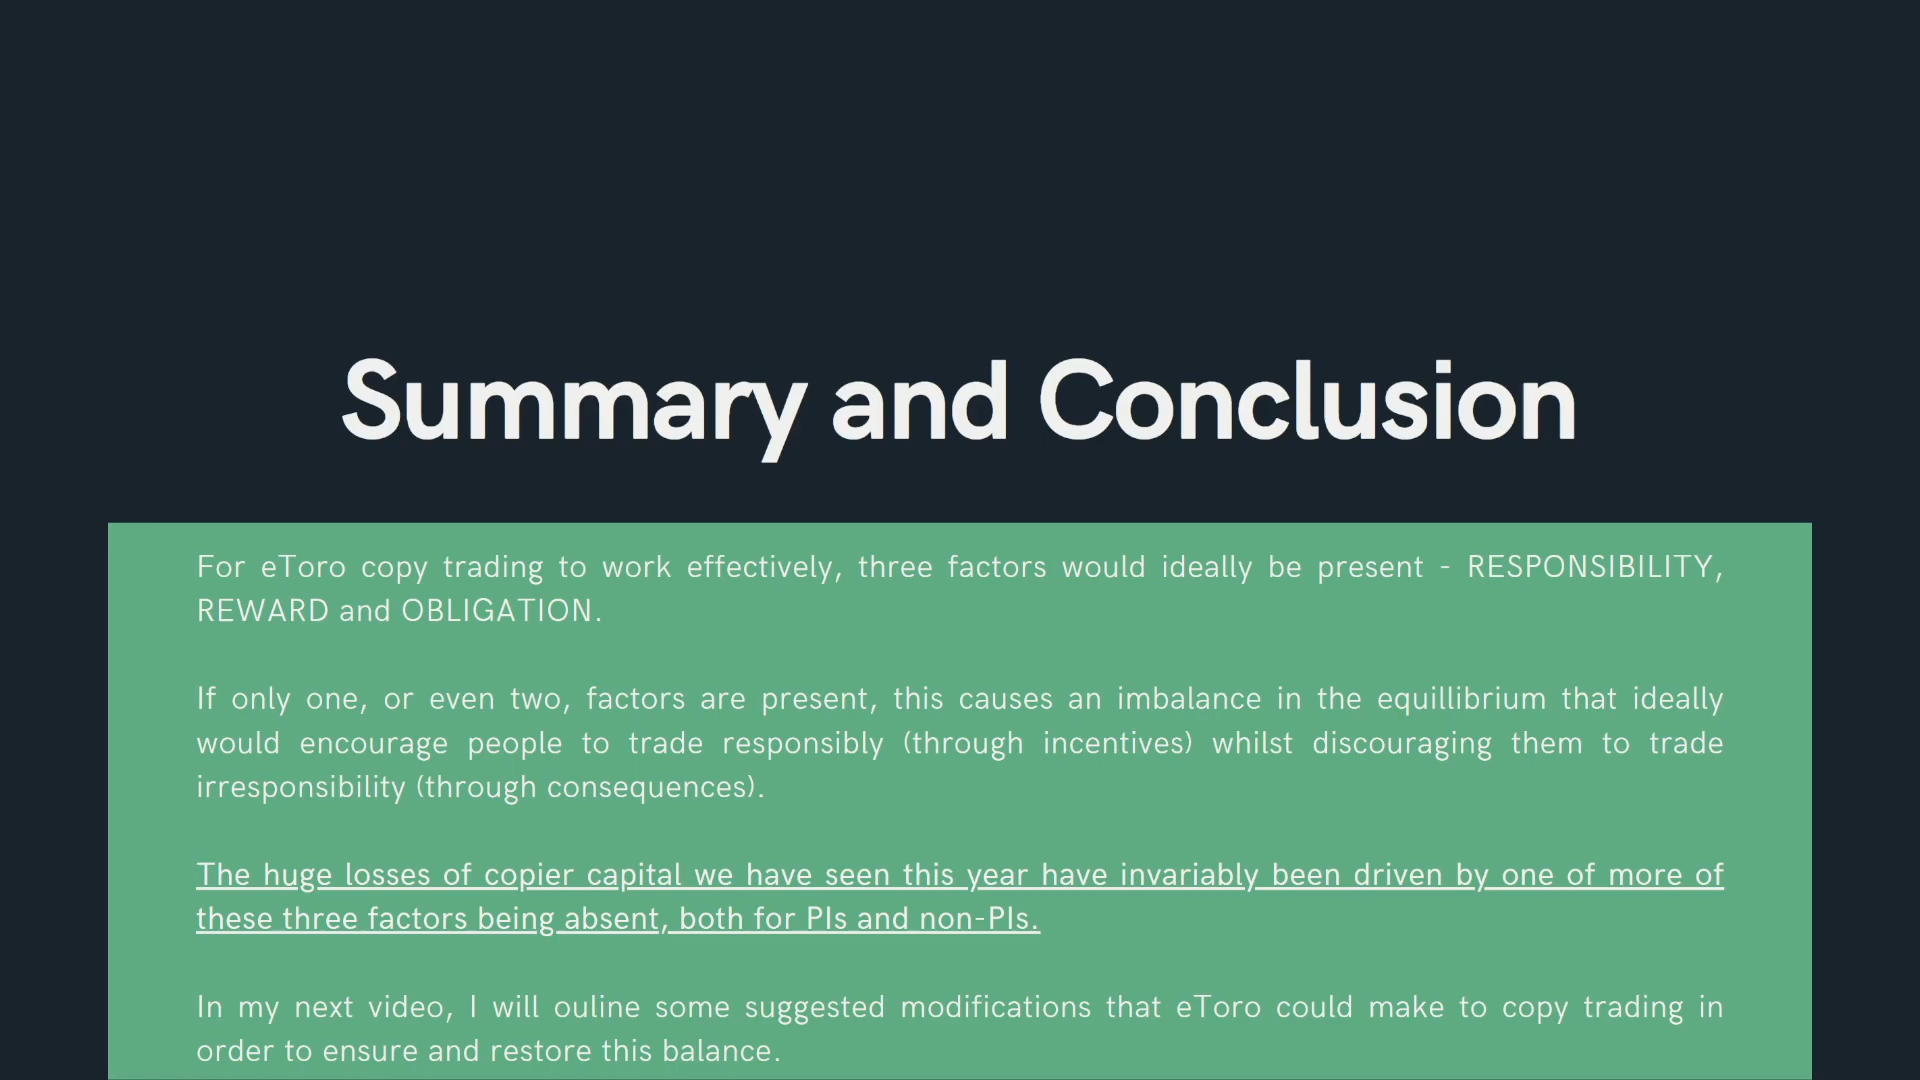 Summary and Conclusion
For eToro copy trading to work effectively, three factors would ideally be present - RESPONSIBILITY,
REWARD and OBLIGATION.
If only one, or even two, factors are present, this causes an imbalance in the equillibrium that ideally
would encourage people to trade responsibly (through incentives) whilst discouraging them to trade
irresponsibility (through consequences).
The huge losses of copier capital we have seen this year have invariably been driven by one of more of
these three factors being absent, both for PIs and non-PIs.
In my next video, I will ouline some suggested modifications that eToro could make to copy trading in
order to ensure and restore this balance.